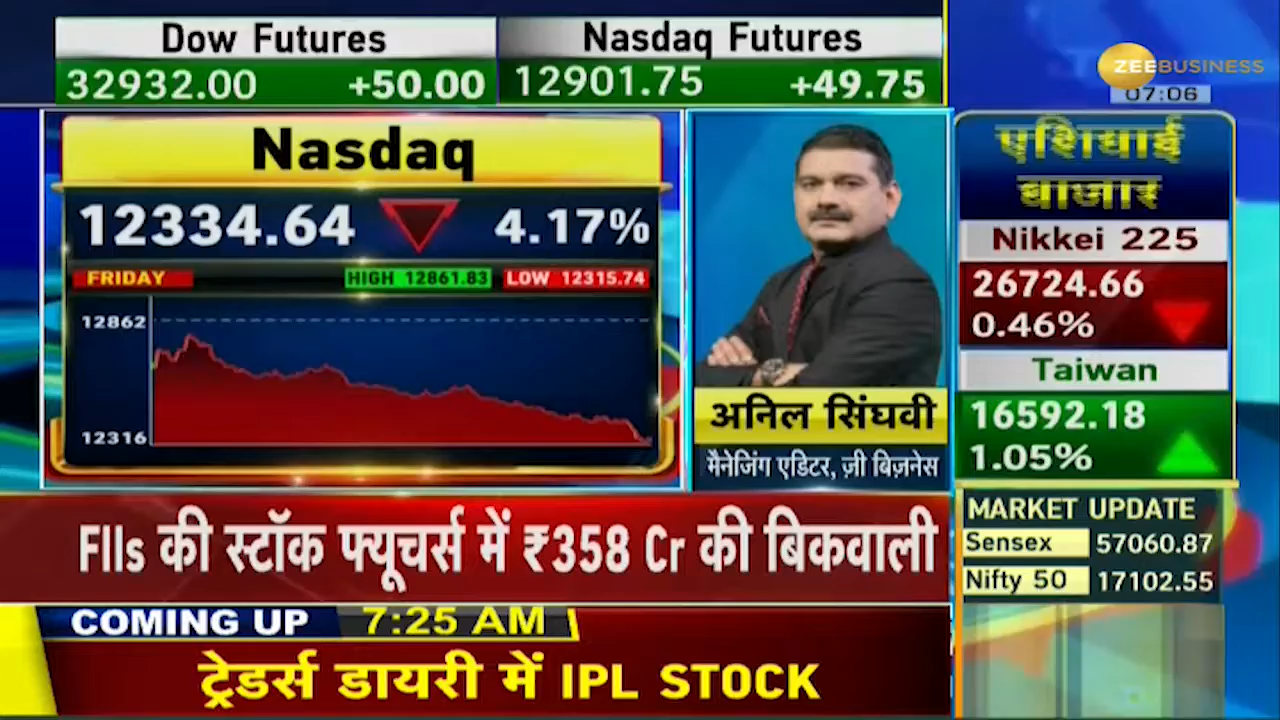 Dow Futures
32932.00 +50.00
Nasdaq Futures
12901.75 +49.75
ZEEBUSINESS
07:06
Nasdaq
12334.64 4.17%
FRIDAY HIGH 12861.83 LOW 12315.74
12862
12316
अनिल सिंघवी
मैनेजिंग एडिटर, ज़ी बिज़नेस
एशियाई
बाजार
Nikkei 225
26724.66
0.46%
Taiwan
16592.18
1.05%
FIIs की स्टॉक फ्यूचर्स में ₹358 Cr की बिकवाली
MARKET UPDATE
Sensex 57060.87
Nifty 50 17102.55
COMING UP 7:25 AM
ट्रेडर्स डायरी में IPL STOCK